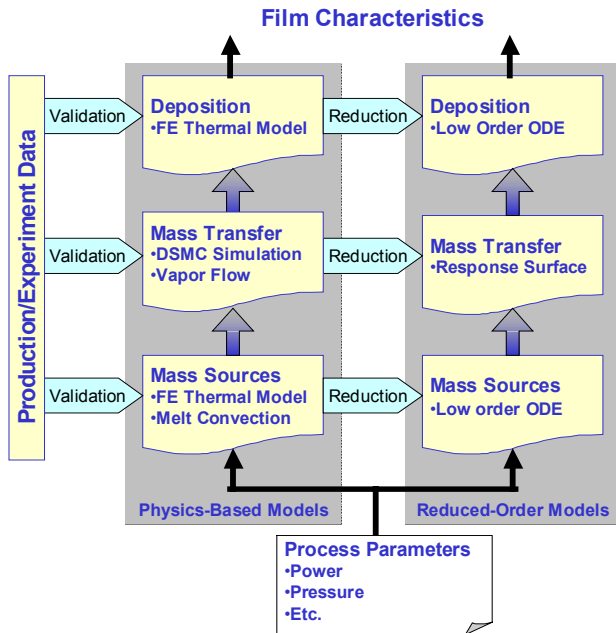 Film Characteristics
Production/Experiment Data
Validation
Deposition
•FE Thermal Model
Reduction
Deposition
•Low Order ODE
Validation
Mass Transfer
•DSMC Simulation
•Vapor Flow
Reduction
Mass Transfer
•Response Surface
Validation
Mass Sources
•FE Thermal Model
•Melt Convection
Reduction
Mass Sources
•Low order ODE
Physics-Based Models
Reduced-Order Models
Process Parameters
•Power
•Pressure
•Etc.